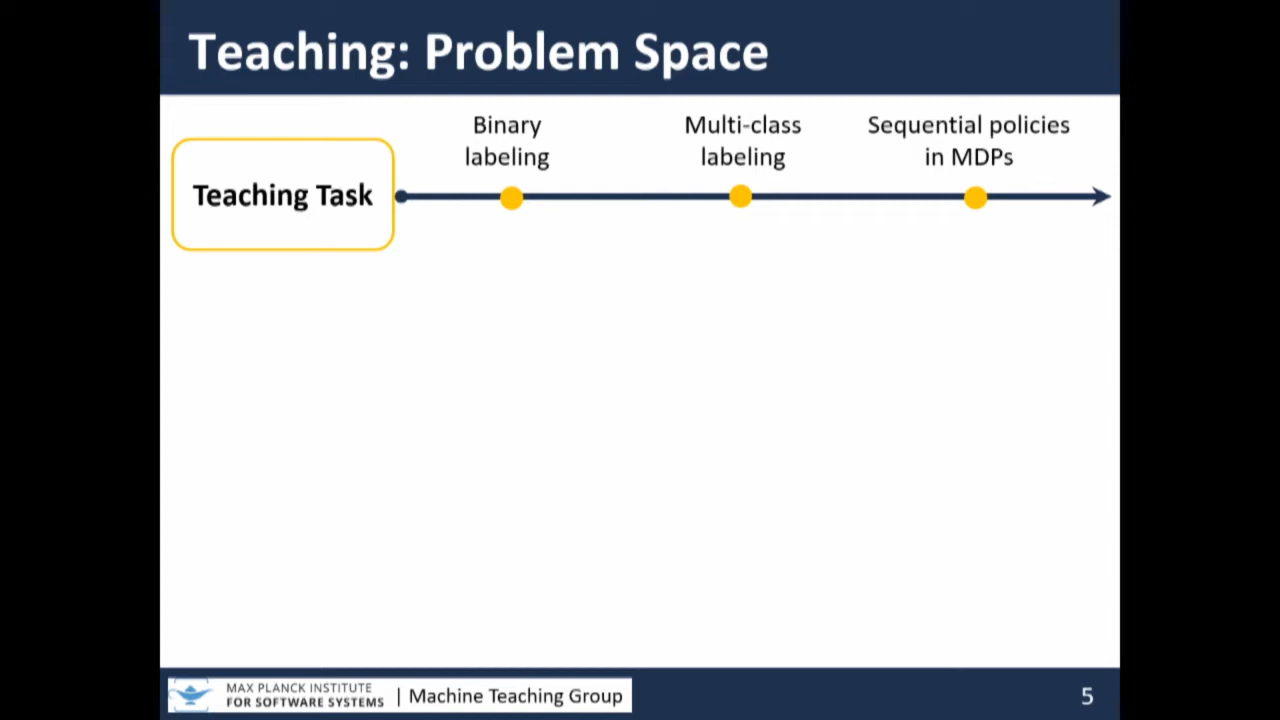 Teaching: Problem Space
Binary
labeling
Multi-class
labeling
Sequential policies
in MDPs
Teaching Task
MAX PLANCK INSTITUTE
FOR SOFTWARE SYSTEMS
| Machine Teaching Group
5